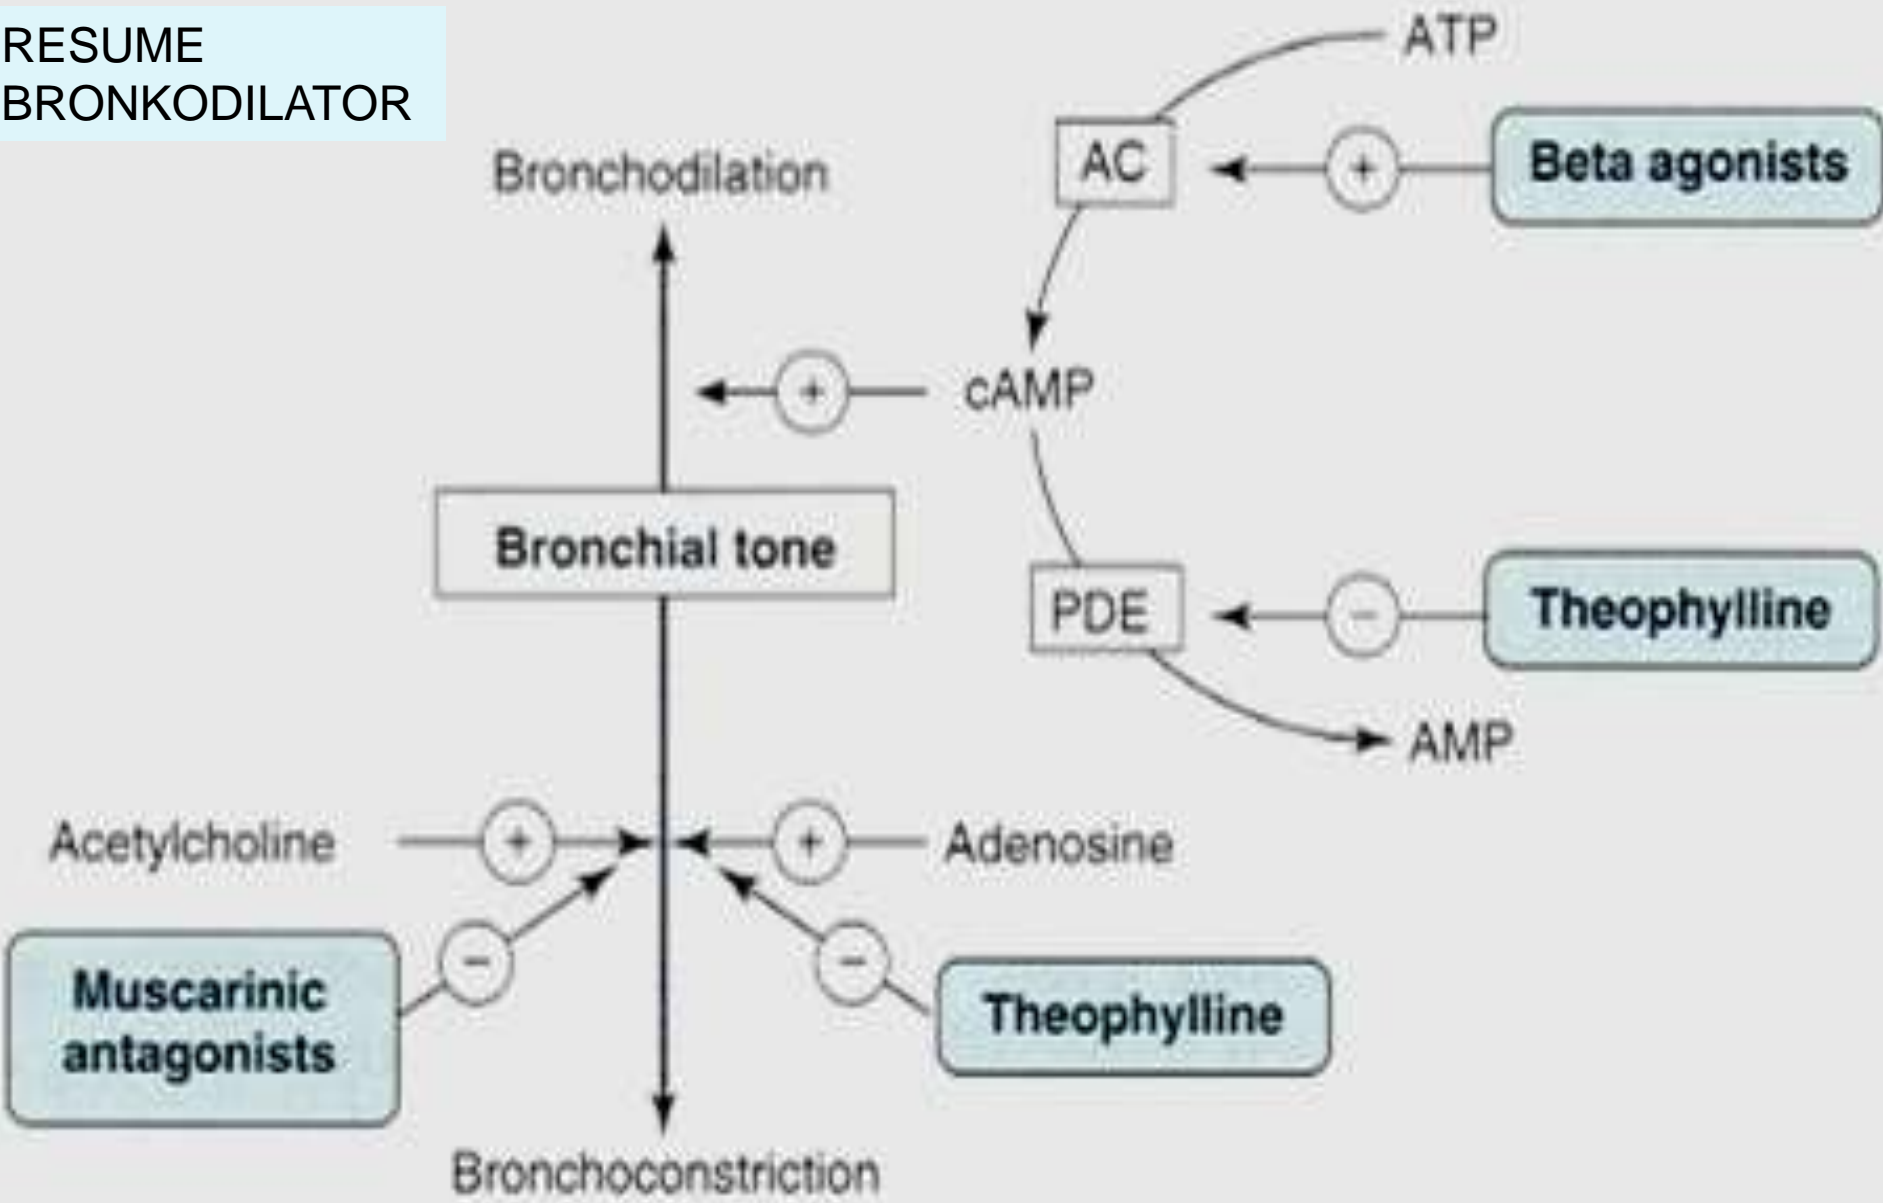 RESUME
BRONKODILATOR
ATP
Bronchodilation
AC
+
Beta agonists
+
cAMP
Bronchial tone
PDE
−
Theophylline
AMP
Acetylcholine
+
+
Adenosine
−
−
Muscarinic
antagonists
Theophylline
Bronchoconstriction